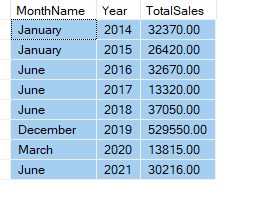 MonthName Year TotalSales
January 2014 32370.00
January 2015 26420.00
June 2016 32670.00
June 2017 13320.00
June 2018 37050.00
December 2019 529550.00
March 2020 13815.00
June 2021 30216.00